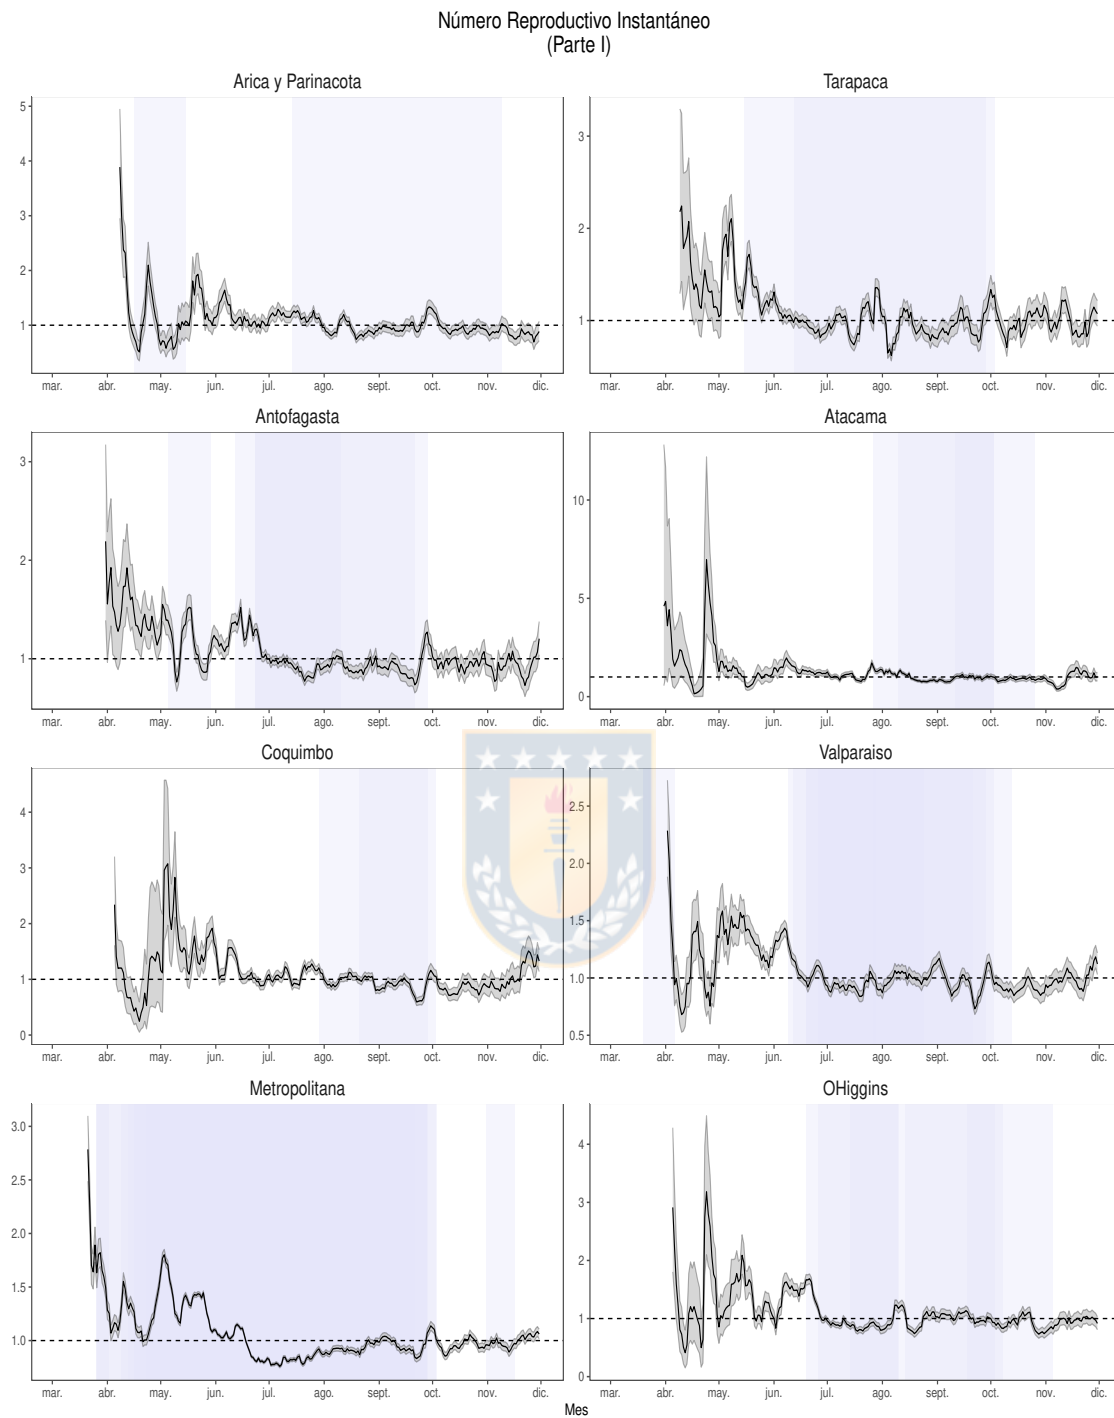 Número Reproductivo Instantáneo
(Parte I)
Arica y Parinacota
5
4
3
2
1
mar. abr. may. jun. jul. ago. sept. oct. nov. dic.
Tarapaca
3
2
1
mar. abr. may. jun. jul. ago. sept. oct. nov. dic.
Antofagasta
3
2
1
mar. abr. may. jun. jul. ago. sept. oct. nov. dic.
Atacama
10
5
0
mar. abr. may. jun. jul. ago. sept. oct. nov. dic.
Coquimbo
4
3
2
1
0
mar. abr. may. jun. jul. ago. sept. oct. nov. dic.
Valparaiso
2.5
2.0
1.5
1.0
0.5
mar. abr. may. jun. jul. ago. sept. oct. nov. dic.
Metropolitana
3.0
2.5
2.0
1.5
1.0
mar. abr. may. jun. jul. ago. sept. oct. nov. dic.
OHiggins
4
3
2
1
0
mar. abr. may. jun. jul. ago. sept. oct. nov. dic.
Mes